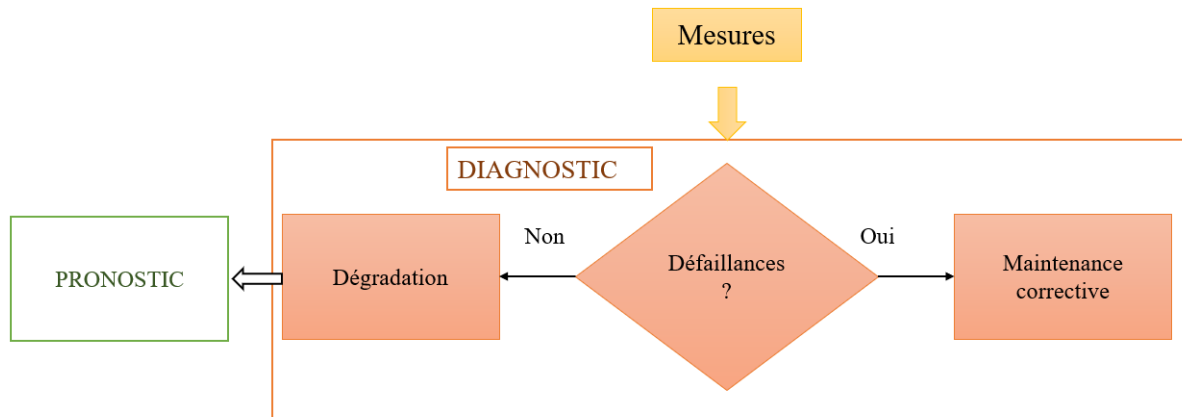 Mesures
DIAGNOSTIC
Non
Oui
PRONOSTIC
Dégradation
Défaillances
?
Maintenance
corrective